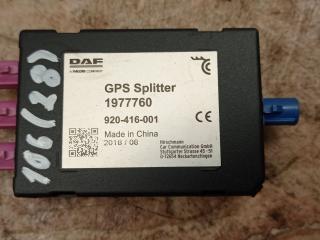 DAF
A PACCAR COMPANY
GPS Splitter
1977760
920-416-001
CE
Made in China
2018 / 08
Hirschmann
Car Communication GmbH
Stuttgarter Strasse 45 - 51
D-72654 Neckartenzlingen
106 (28)